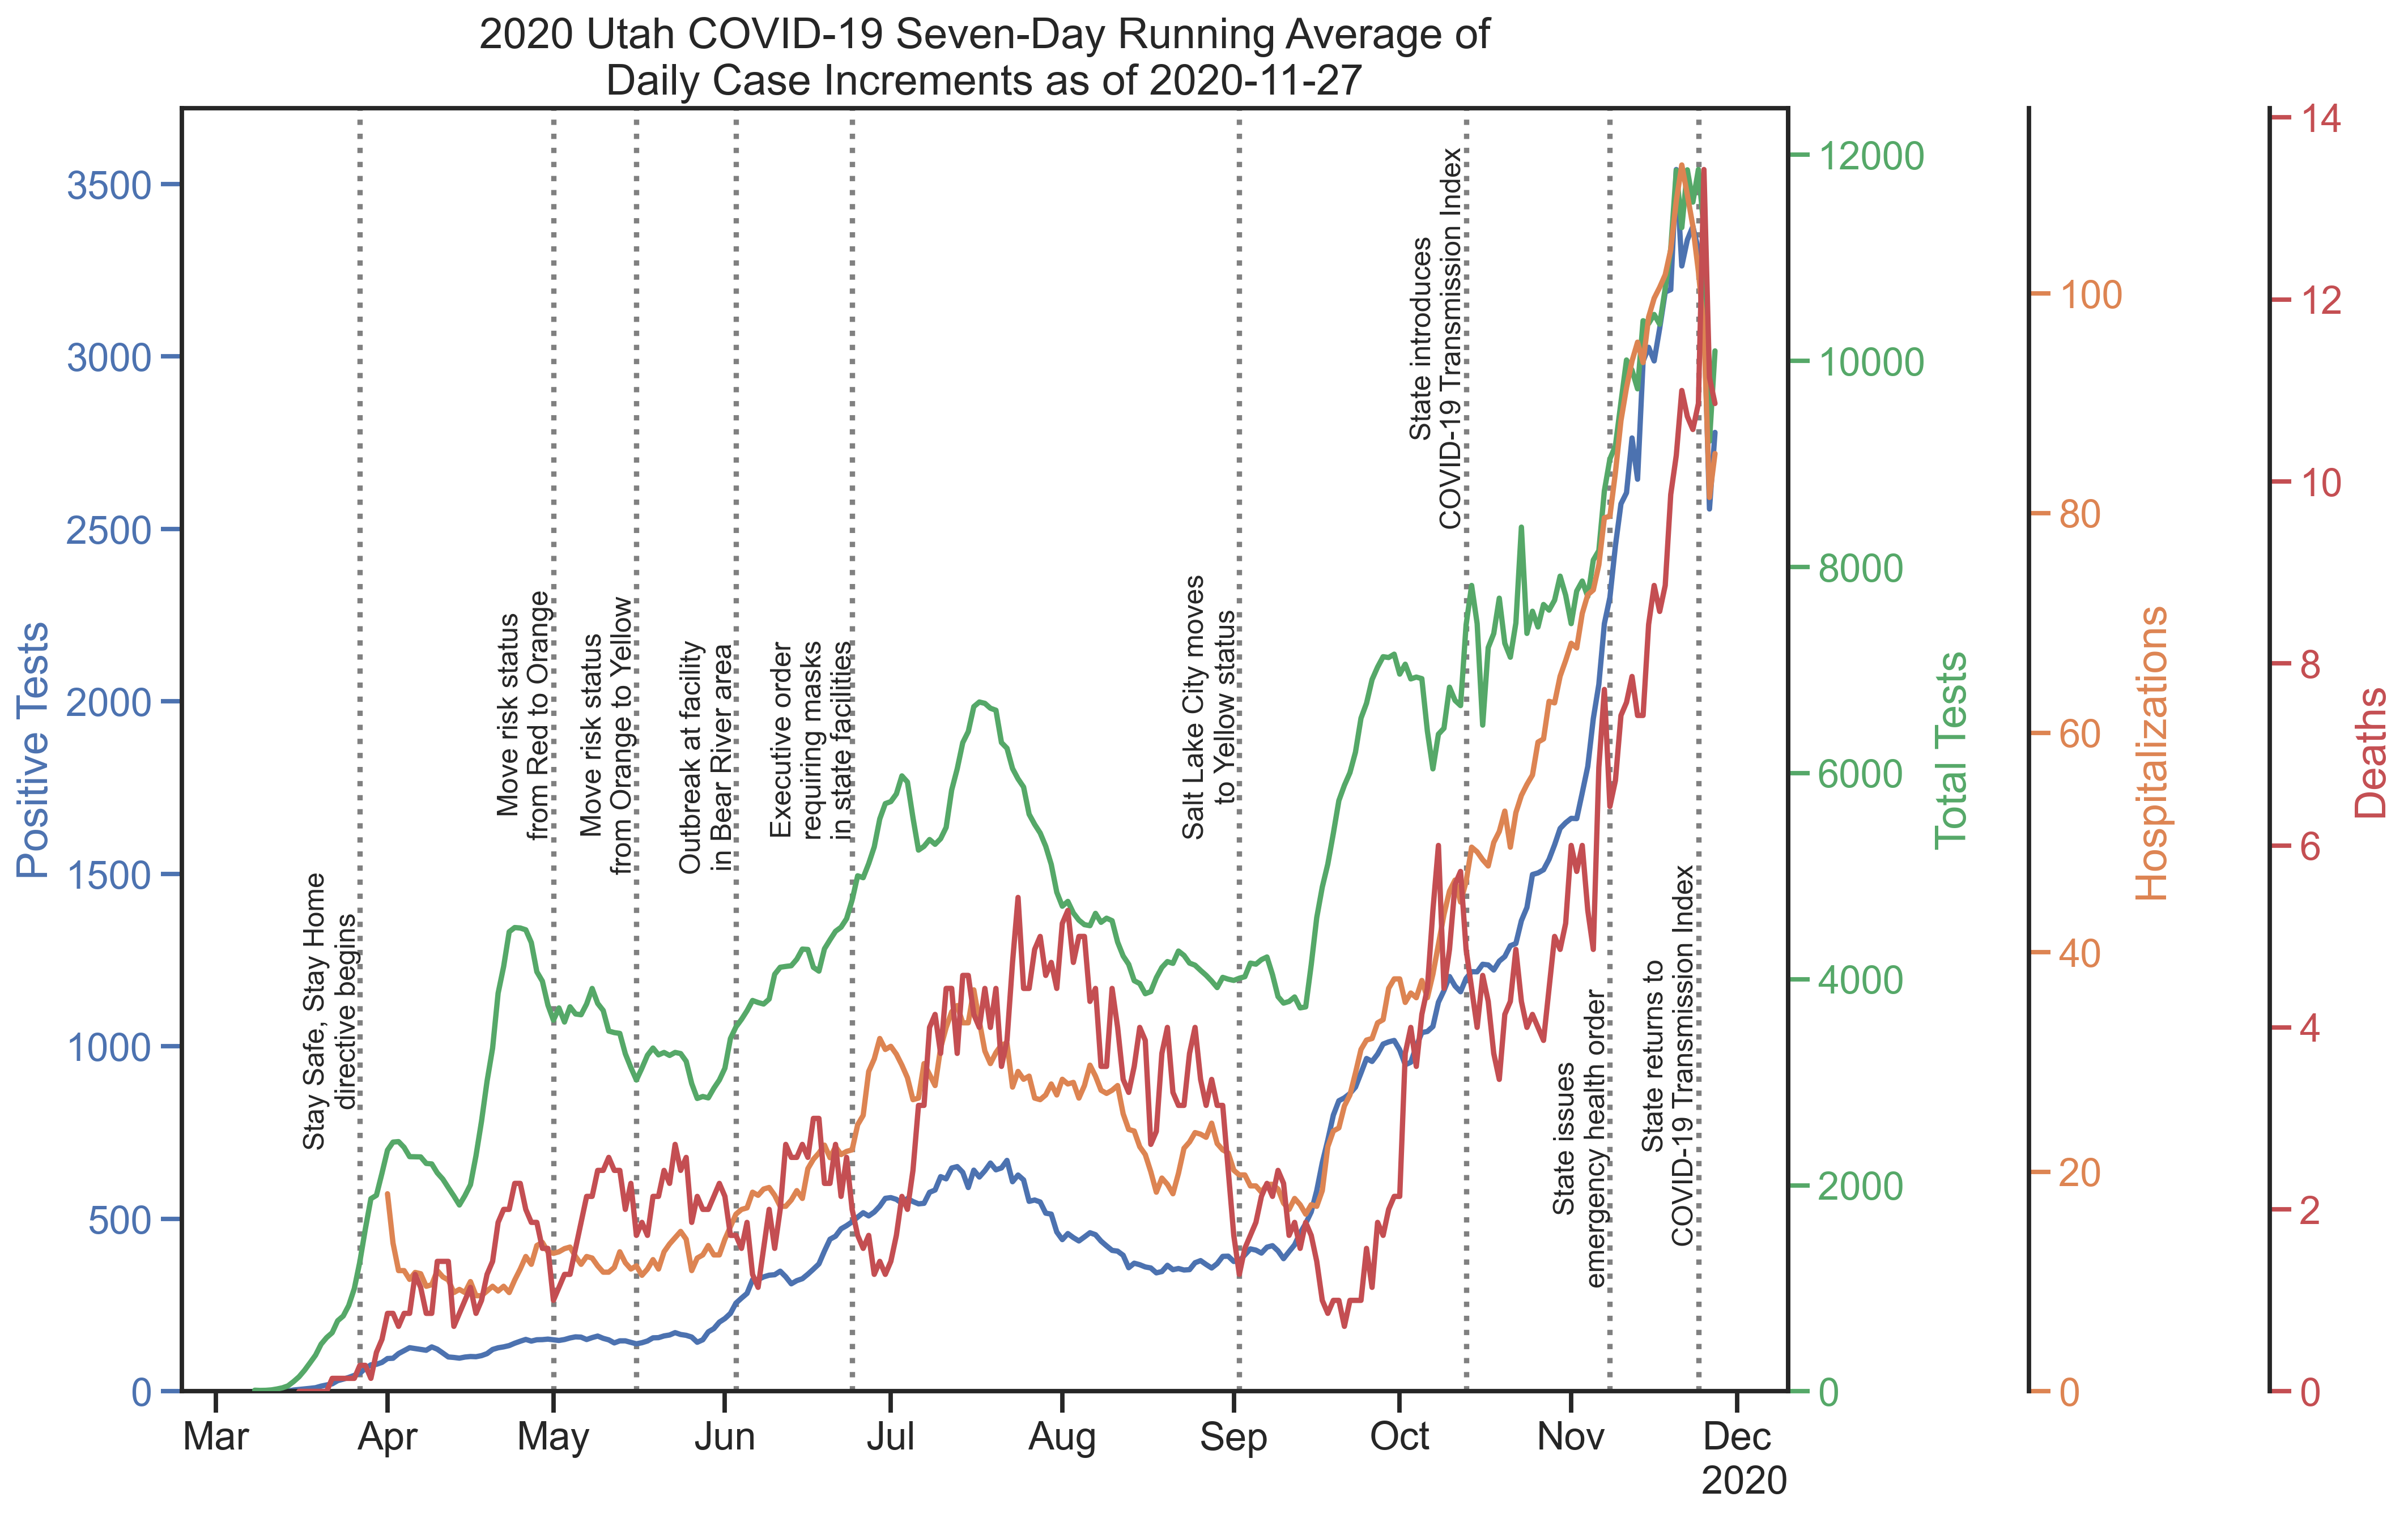 2020 Utah COVID-19 Seven-Day Running Average of
Daily Case Increments as of 2020-11-27
Positive Tests
3500
3000
2500
2000
1500
1000
500
0
Stay Safe, Stay Home
directive begins
Move risk status
from Red to Orange
Move risk status
from Orange to Yellow
Outbreak at facility
in Bear River area
Executive order
requiring masks
in state facilities
Salt Lake City moves
to Yellow status
State introduces
COVID-19 Transmission Index
State issues
emergency health order
State returns to
COVID-19 Transmission Index
12000
10000
8000
6000
4000
2000
0
Total Tests
100
80
60
40
20
0
Hospitalizations
14
12
10
8
6
4
2
0
Deaths
Mar
Apr
May
Jun
Jul
Aug
Sep
Oct
Nov
Dec
2020